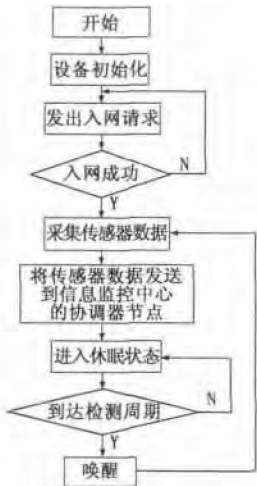 开始
设备初始化
发出入网请求
入网成功
N
Y
采集传感器数据
将传感器数据发送
到信息监控中心
的协调器节点
进入休眠状态
到达检测周期
N
Y
唤醒